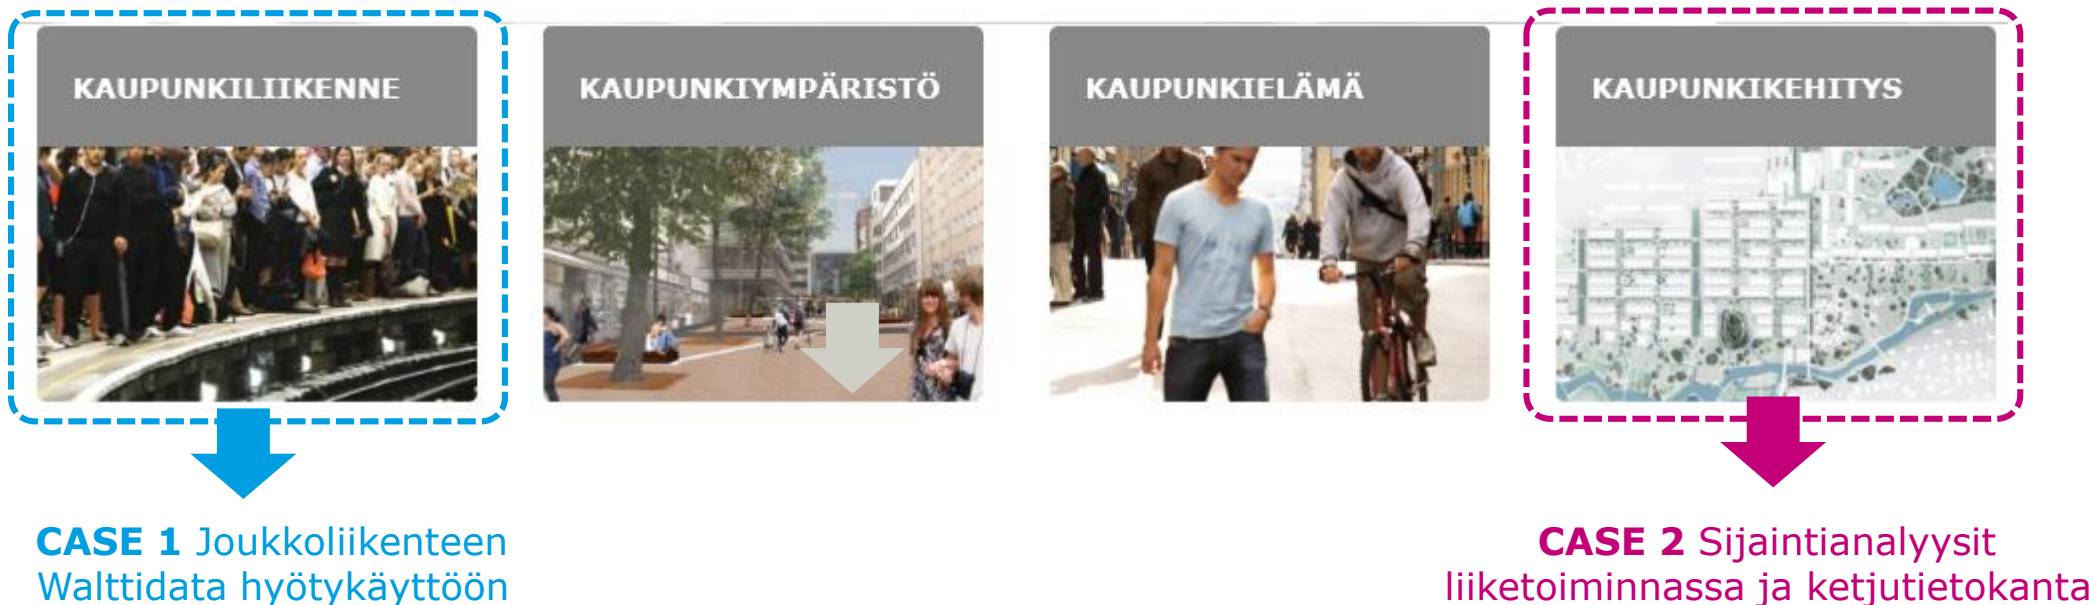 KAUPUNKILIIKENNE
KAUPUNKIYMPÄRISTÖ
KAUPUNKIELÄMÄ
KAUPUNKIKEHITYS
CASE 1 Joukkoliikenteen
Walttidata hyötykäyttöön
CASE 2 Sijaintianalyysit
liiketoiminnassa ja ketjutietokanta